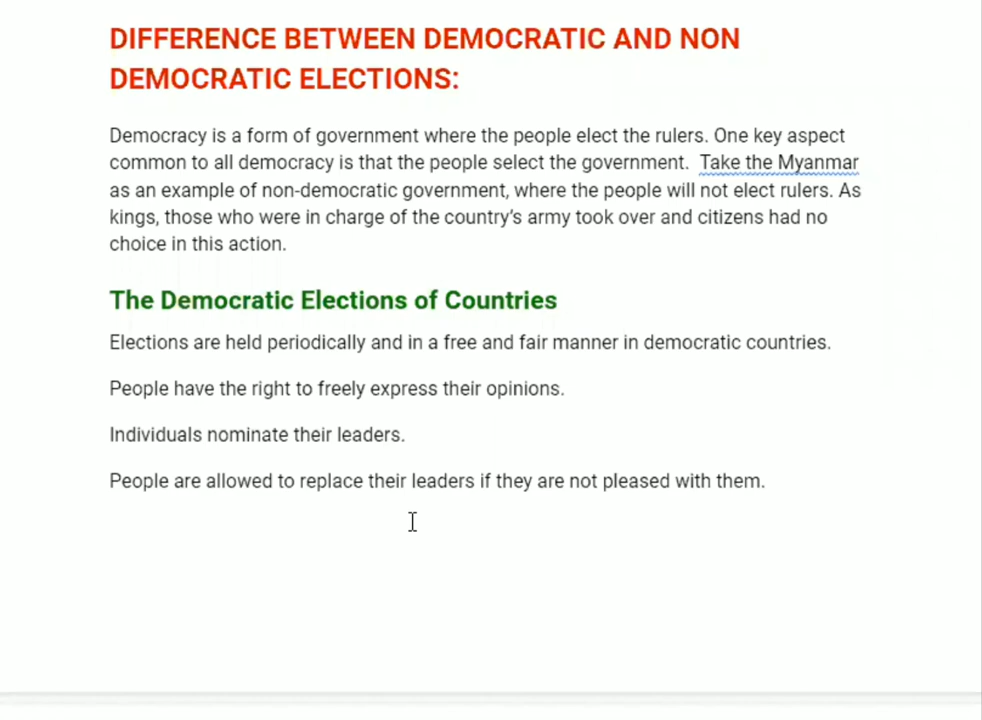 DIFFERENCE BETWEEN DEMOCRATIC AND NON
DEMOCRATIC ELECTIONS:
Democracy is a form of government where the people elect the rulers. One key aspect
common to all democracy is that the people select the government.  Take the Myanmar
as an example of non-democratic government, where the people will not elect rulers. As
kings, those who were in charge of the country's army took over and citizens had no
choice in this action.
The Democratic Elections of Countries
Elections are held periodically and in a free and fair manner in democratic countries.
People have the right to freely express their opinions.
Individuals nominate their leaders.
People are allowed to replace their leaders if they are not pleased with them.